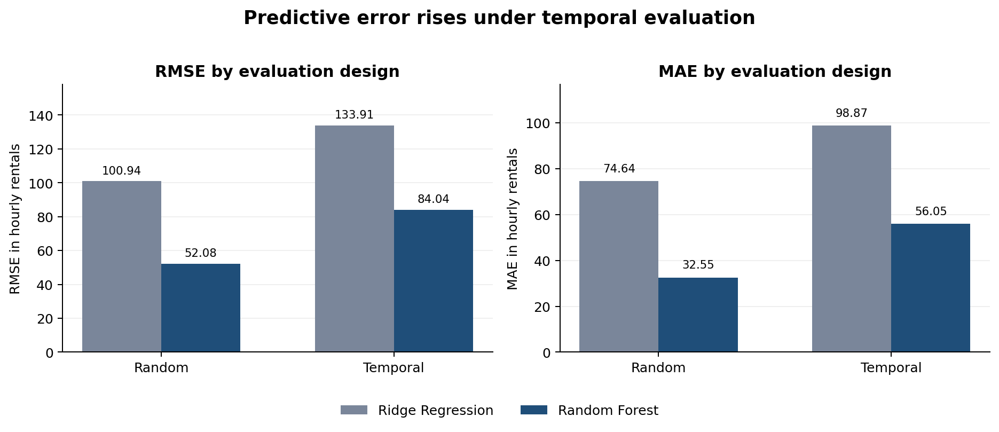 Predictive error rises under temporal evaluation
RMSE by evaluation design
RMSE in hourly rentals
140
120
100
80
60
40
20
0
100.94
52.08
133.91
84.04
Random
Temporal
MAE by evaluation design
MAE in hourly rentals
100
80
60
40
20
0
74.64
32.55
98.87
56.05
Random
Temporal
Ridge Regression
Random Forest